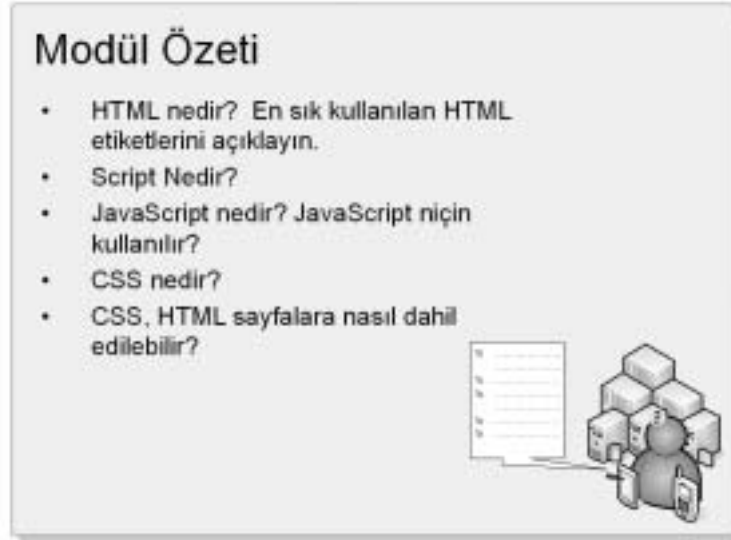 Modül Özeti
• HTML nedir? En sık kullanılan HTML
etiketlerini açıklayın.
• Script Nedir?
• JavaScript nedir? JavaScript niçin
kullanılır?
• CSS nedir?
• CSS, HTML sayfalara nasıl dahil
edilebilir?